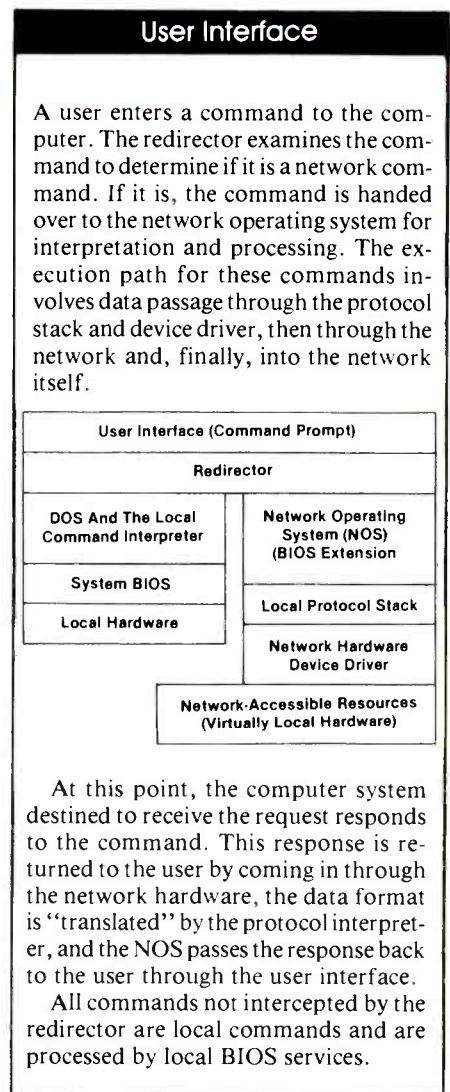 User Interface
A user enters a command to the com-
puter. The redirector examines the com-
mand to determine if it is a network com-
mand. If it is, the command is handed
over to the network operating system for
interpretation and processing. The ex-
ecution path for these commands in-
volves data passage through the protocol
stack and device driver, then through the
network and, finally, into the network
itself.
User Interface (Command Prompt)
Redirector
DOS And The Local
Command Interpreter
System BIOS
Local Hardware
Network Operating
System (NOS)
(BIOS Extension
Local Protocol Stack
Network Hardware
Device Driver
Network-Accessible Resources
(Virtually Local Hardware)
At this point, the computer system
destined to receive the request responds
to the command. This response is re-
turned to the user by coming in through
the network hardware, the data format
is "translated" by the protocol interpret-
er, and the NOS passes the response back
to the user through the user interface.
All commands not intercepted by the
redirector are local commands and are
processed by local BIOS services.